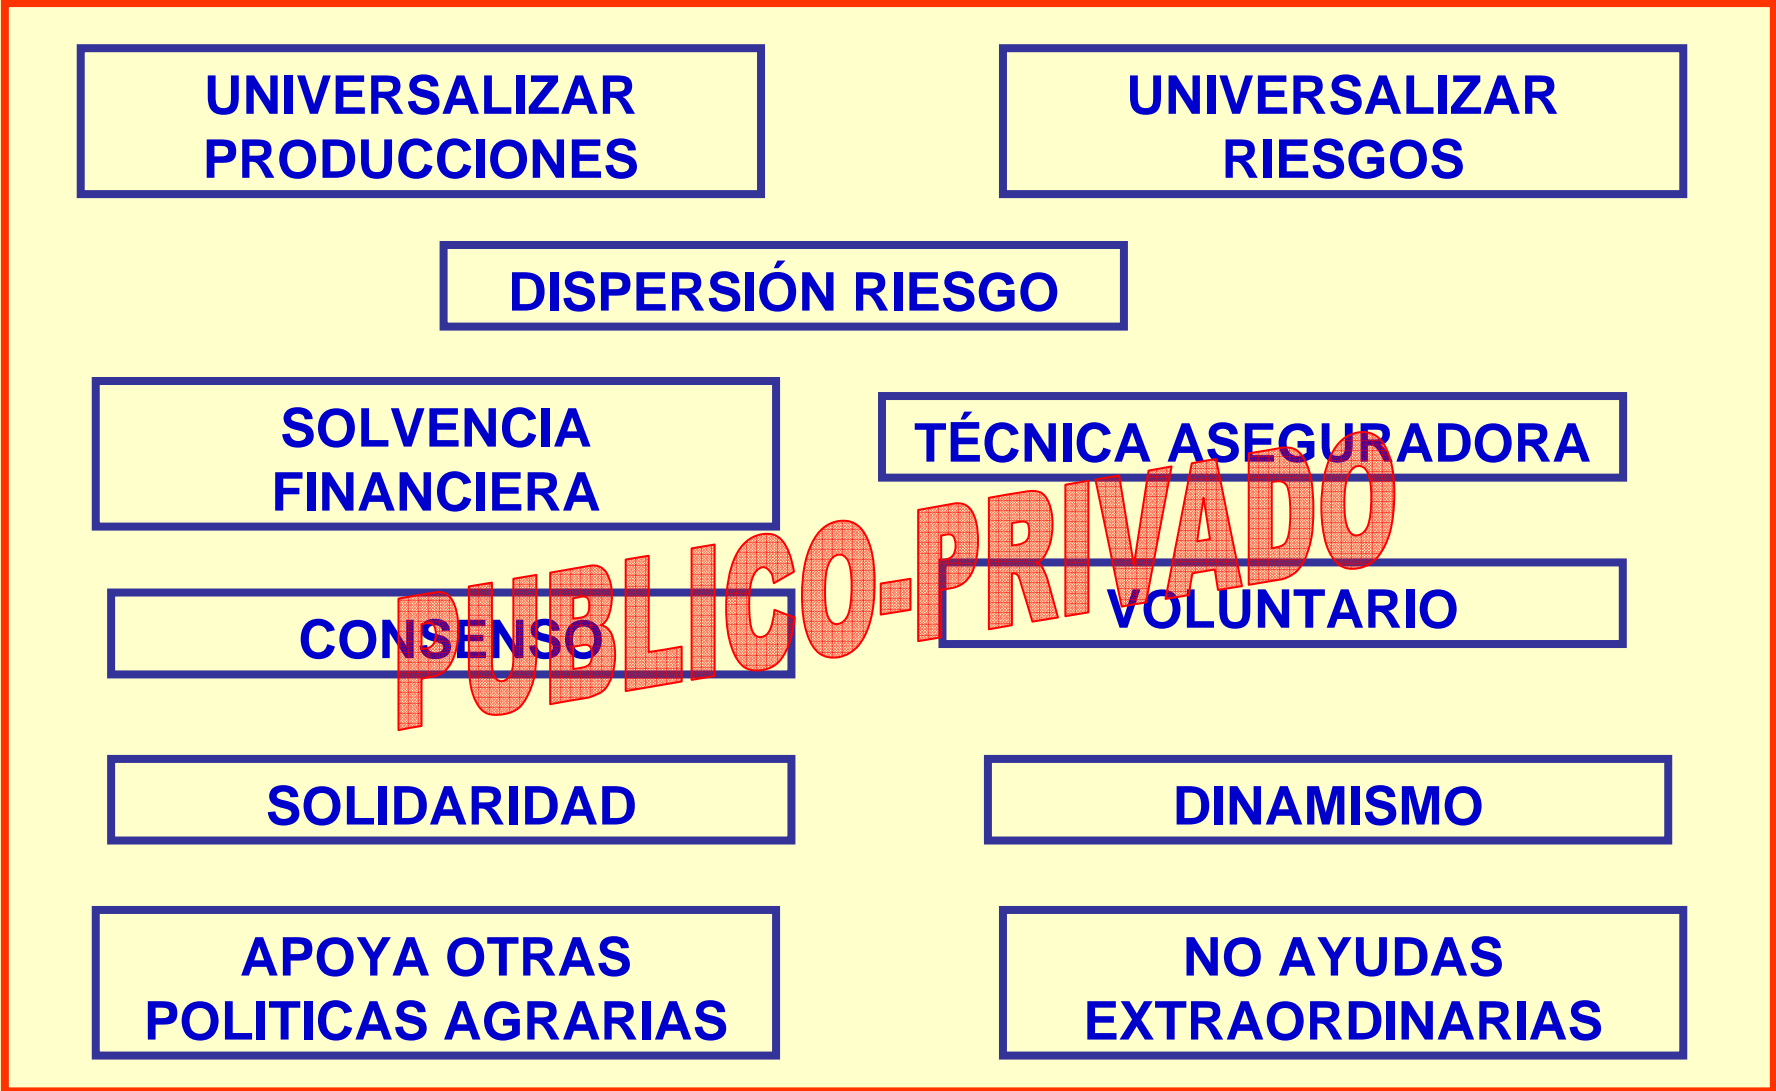 UNIVERSALIZAR
PRODUCCIONES
UNIVERSALIZAR
RIESGOS
DISPERSIÓN RIESGO
SOLVENCIA
FINANCIERA
TÉCNICA ASEGURADORA
PUBLICO-PRIVADO
CONSENSO
VOLUNTARIO
SOLIDARIDAD
DINAMISMO
APOYA OTRAS
POLITICAS AGRARIAS
NO AYUDAS
EXTRAORDINARIAS